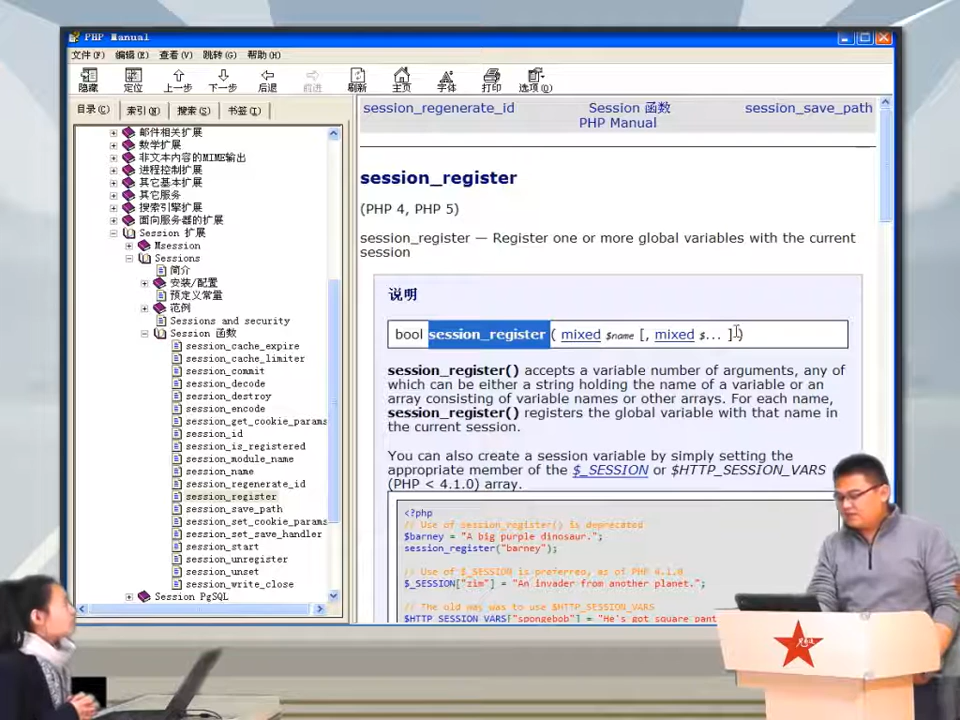 PHP Manual
文件(F) 编辑(E) 查看(V) 跳转(G) 帮助(H)
隐藏 定位 上一步 下一步 后退 前进 刷新 主页 字体 打印 选项(O)
目录(C) 索引(N) 搜索(S) 书签(I)
邮件相关扩展
数学扩展
非文本内容的MIME输出
进程控制扩展
其它基本扩展
其它服务
搜索引擎扩展
面向服务器的扩展
Session 扩展
Msession
Sessions
简介
安装/配置
预定义常量
范例
Sessions and security
Session 函数
session_cache_expire
session_cache_limiter
session_commit
session_decode
session_destroy
session_encode
session_get_cookie_params
session_id
session_is_registered
session_module_name
session_name
session_regenerate_id
session_register
session_save_path
session_set_cookie_params
session_set_save_handler
session_start
session_unregister
session_unset
session_write_close
Session PgSQL
session_regenerate_id Session 函数 session_save_path
PHP Manual
session_register
(PHP 4, PHP 5)
session_register — Register one or more global variables with the current
session
说明
bool session_register ( mixed $name [, mixed $... ] )
session_register() accepts a variable number of arguments, any of
which can be either a string holding the name of a variable or an
array consisting of variable names or other arrays. For each name,
session_register() registers the global variable with that name in
the current session.
You can also create a session variable by simply setting the
appropriate member of the $_SESSION or $HTTP_SESSION_VARS
(PHP < 4.1.0) array.
<?php
// Use of session_register() is deprecated
$barney = "A big purple dinosaur.";
session_register("barney");
// Use of $_SESSION is preferred, as of PHP 4.1.0
$_SESSION["zim"] = "An invader from another planet.";
// The old way was to use $HTTP_SESSION_VARS
$HTTP_SESSION_VARS["spongebob"] = "He's got square pant